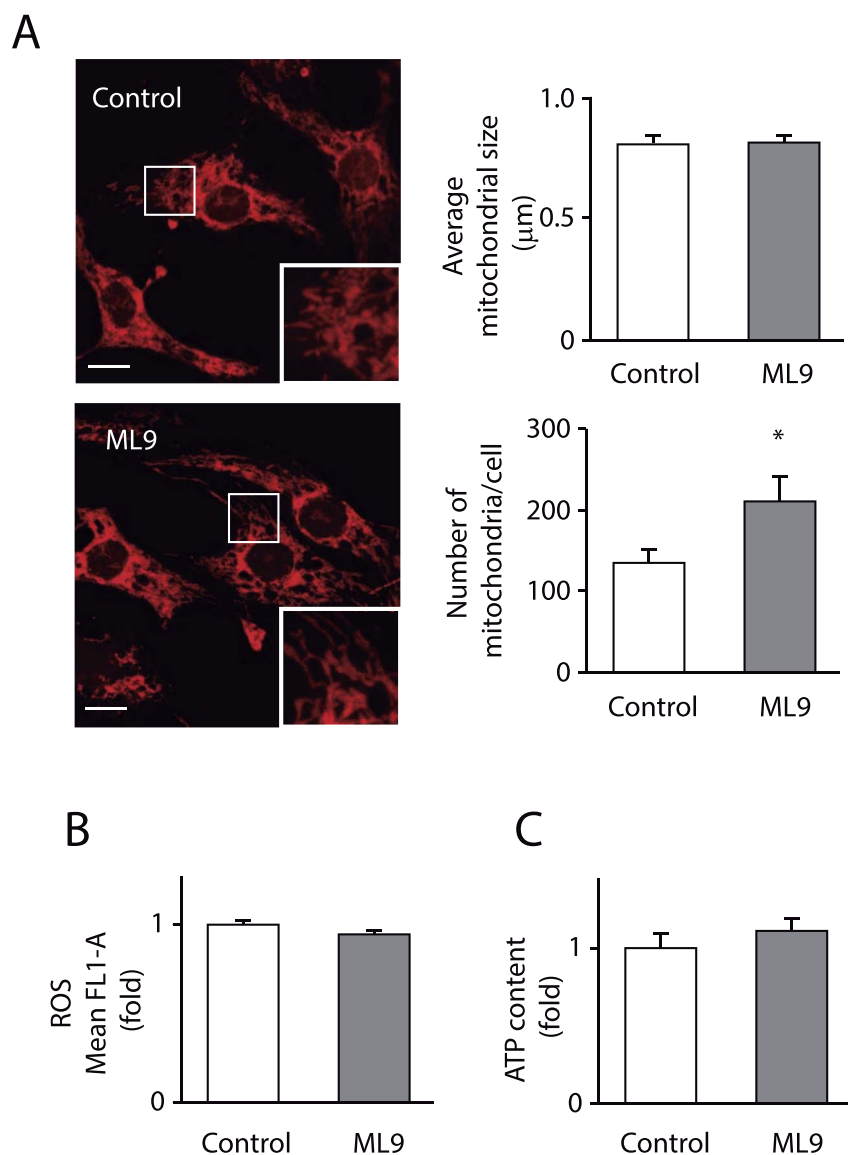 A
Control
ML9
Average
mitochondrial size
(μm)
1.0
0.5
0
Control ML9
Number of
mitochondria/cell
300
200
100
0
*
Control ML9
B
ROS
Mean FL1-A
(fold)
1
0
Control ML9
C
ATP content
(fold)
1
0
Control ML9